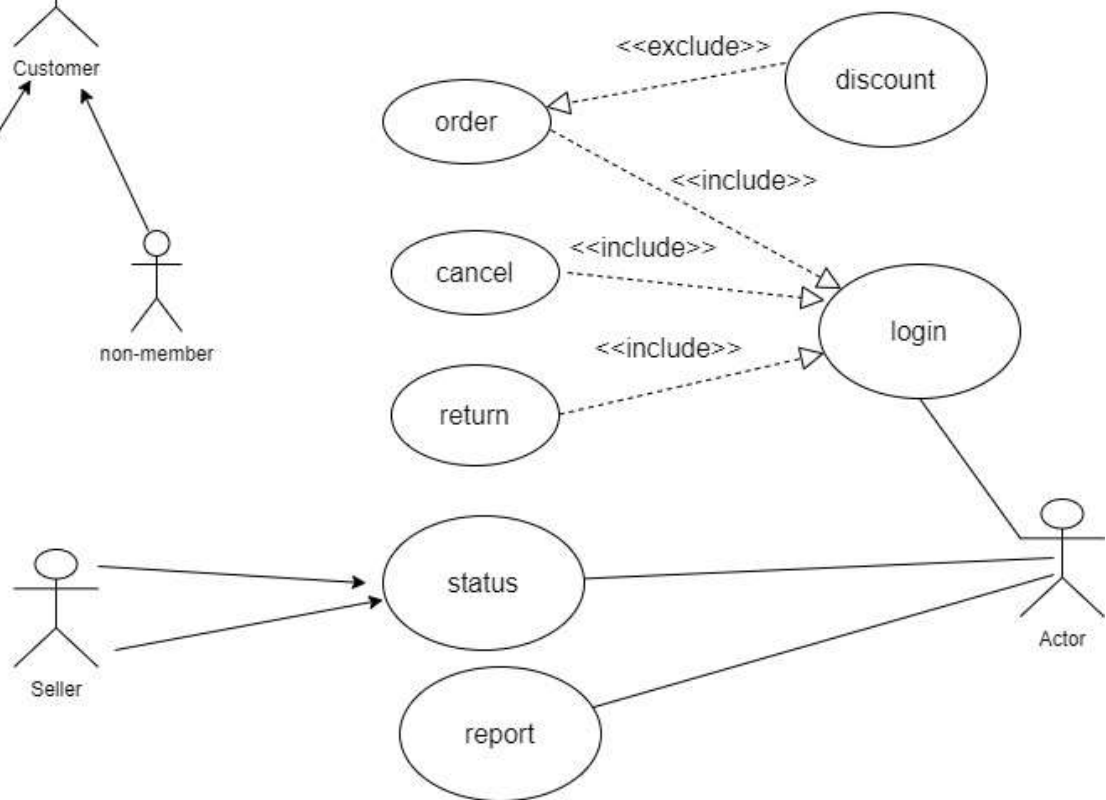 <<exclude>>
discount
Customer
order
<<include>>
<<include>>
cancel
login
non-member
<<include>>
return
status
Actor
Seller
report